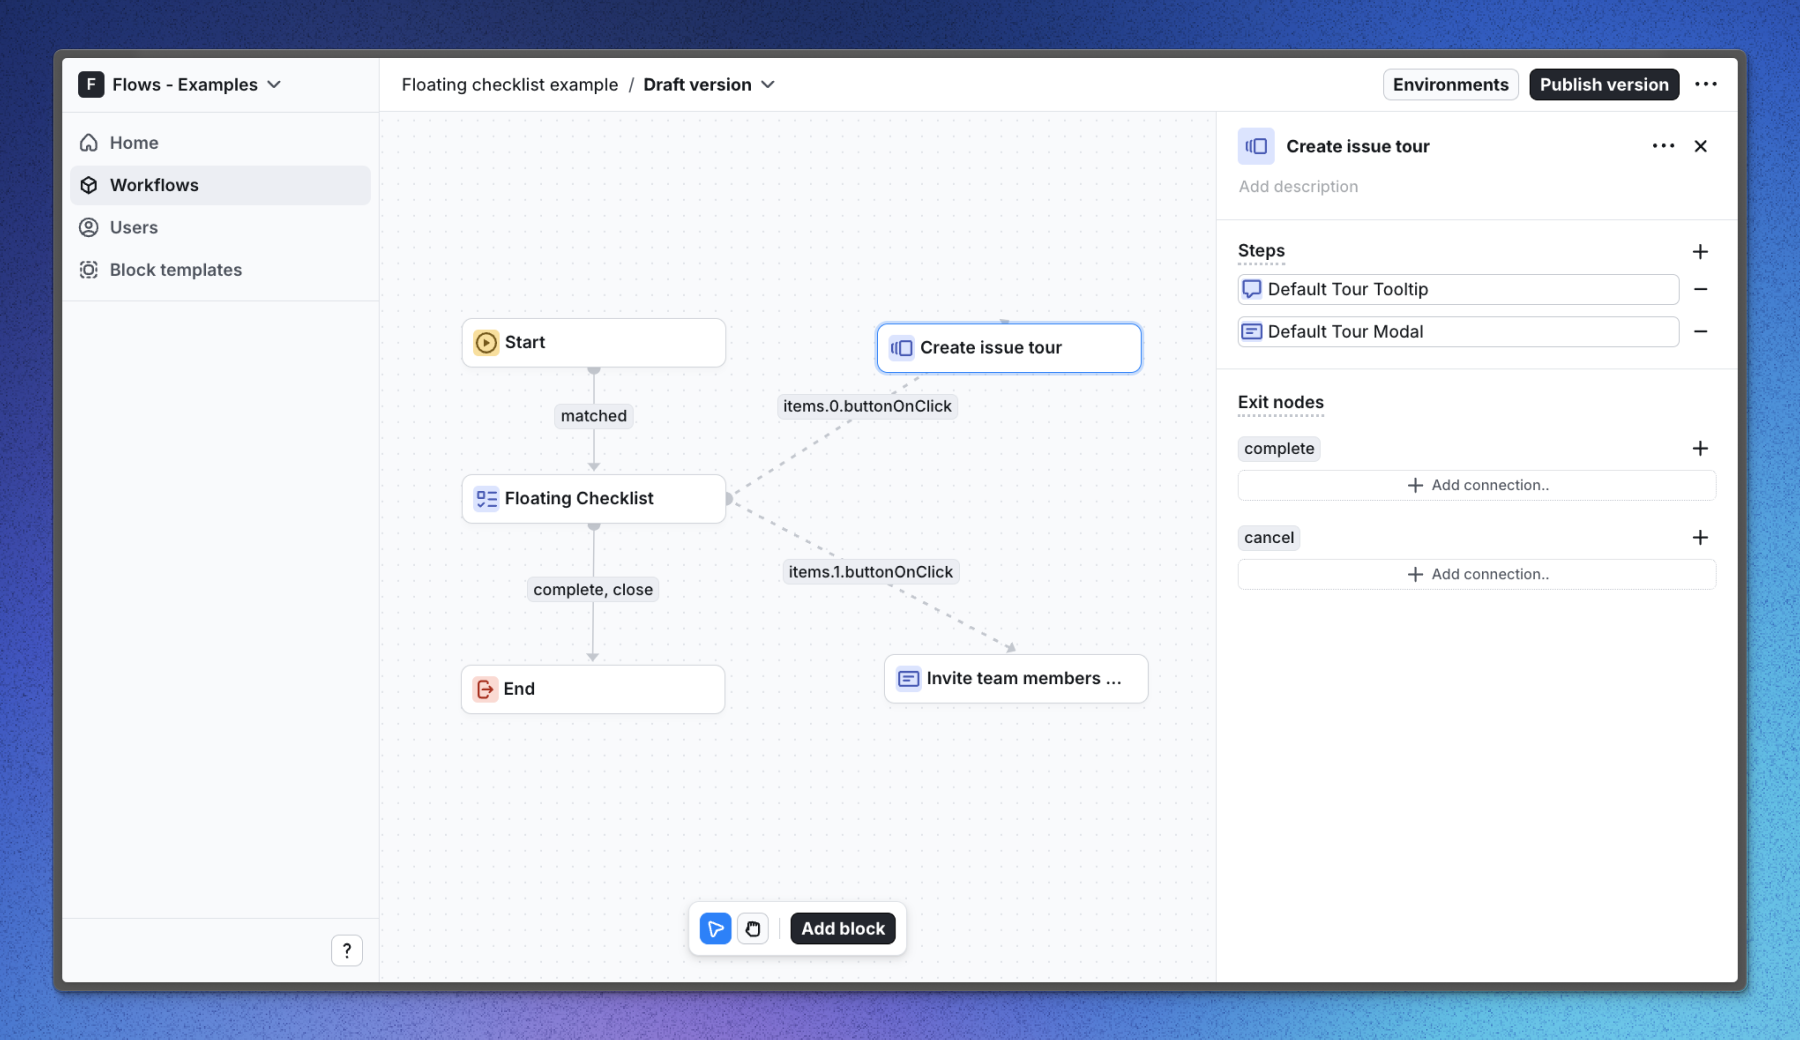 F Flows - Examples
Home
Workflows
Users
Block templates
?
Floating checklist example / Draft version
Environments
Publish version
Start
matched
Floating Checklist
complete, close
End
Create issue tour
items.0.buttonOnClick
items.1.buttonOnClick
Invite team members ...
Add block
Create issue tour
Add description
Steps
Default Tour Tooltip
Default Tour Modal
Exit nodes
complete
Add connection..
cancel
Add connection..